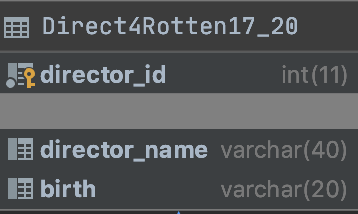 Direct4Rotten17_20
director_id int(11)
director_name varchar(40)
birth varchar(20)